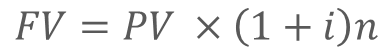 FV = PV × (1 + i)n